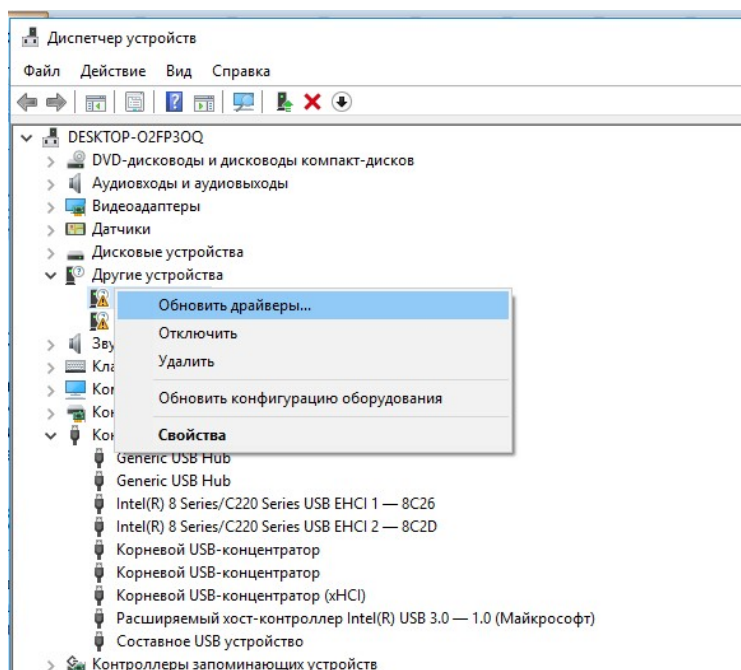 Диспетчер устройств
Файл Действие Вид Справка
DESKTOP-O2FP3OQ
DVD-дисководы и дисководы компакт-дисков
Аудиовходы и аудиовыходы
Видеоадаптеры
Датчики
Дисковые устройства
Другие устройства
Обновить драйверы...
Отключить
Удалить
Обновить конфигурацию оборудования
Свойства
Generic USB Hub
Generic USB Hub
Intel(R) 8 Series/C220 Series USB EHCI 1 — 8C26
Intel(R) 8 Series/C220 Series USB EHCI 2 — 8C2D
Корневой USB-концентратор
Корневой USB-концентратор
Корневой USB-концентратор (xHCI)
Расширяемый хост-контроллер Intel(R) USB 3.0 — 1.0 (Майкрософт)
Составное USB устройство
Контроллеры запоминающих устройств